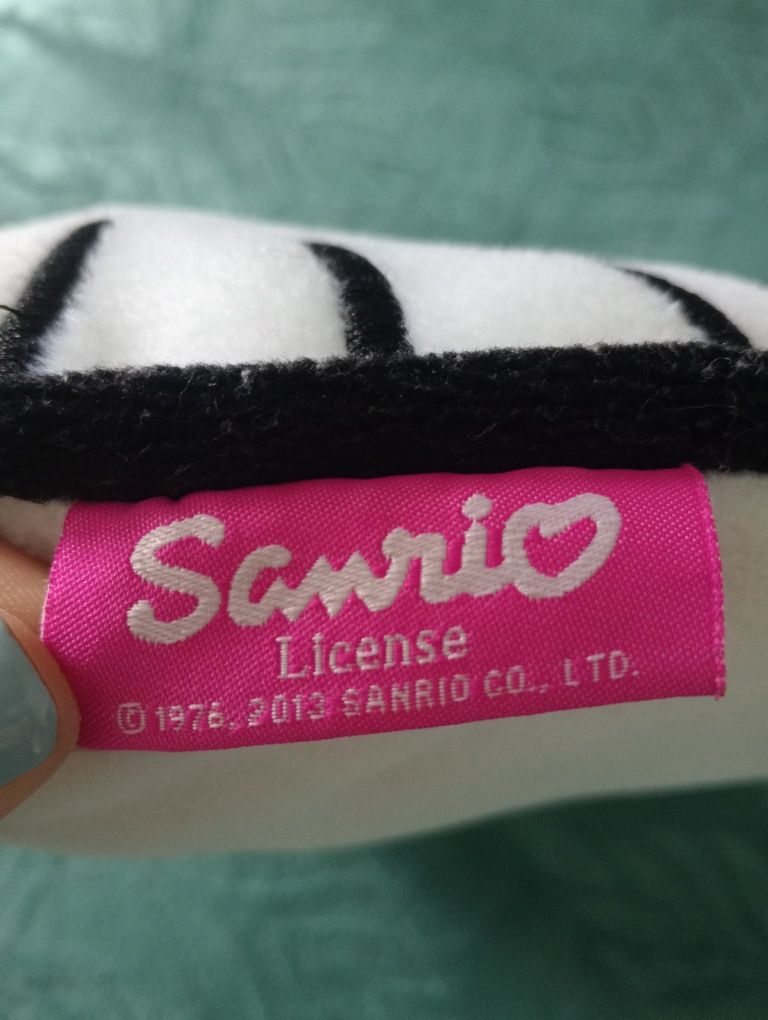 Sanrio
License
©1976, 2013 SANRIO CO., LTD.